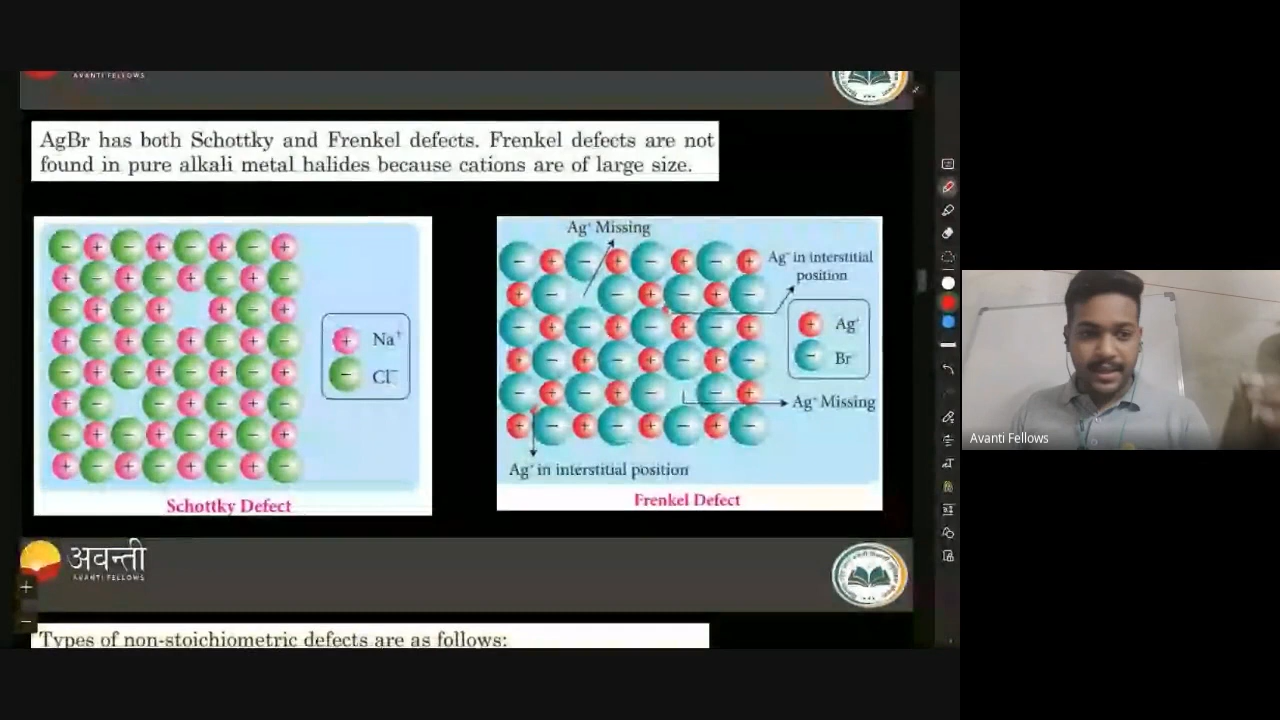 AVANTI FELLOWS
AgBr has both Schottky and Frenkel defects. Frenkel defects are not
found in pure alkali metal halides because cations are of large size.
Na⁺
Cl⁻
Schottky Defect
Ag⁺ Missing
Ag⁺ in interstitial
position
Ag⁺
Br
Ag⁺ Missing
Ag⁺ in interstitial position
Frenkel Defect
अवन्ती
AVANTI FELLOWS
Types of non-stoichiometric defects are as follows:
Avanti Fellows